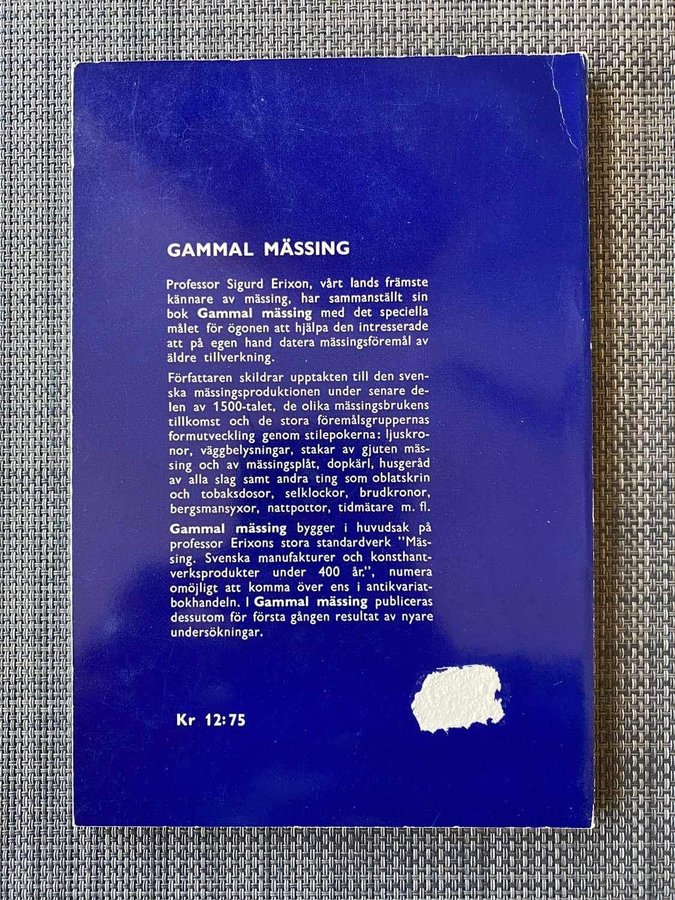 GAMMAL MÄSSING
Professor Sigurd Erixon, vårt lands främste
kännare av mässing, har sammanställt sin
bok Gammal mässing med det speciella
målet för ögonen att hjälpa den intresserade
att på egen hand datera mässingsföremål av
äldre tillverkning.
Författaren skildrar upptakten till den sven-
ska mässingsproduktionen under senare de-
len av 1500-talet, de olika mässingsbrukens
tillkomst och de stora föremålsgruppernas
formutveckling genom stilepokerna: ljuskro-
nor, väggbelysningar, stakar av gjuten mäs-
sing och av mässingsplåt, dopkärl, husgeråd
av alla slag samt andra ting som oblatskrin
och tobaksdosor, selklockor, brudkronor,
bergsmansyxor, nattpottor, tidmätare m. fl.
Gammal mässing bygger i huvudsak på
professor Erixons stora standardverk "Mäs-
sing. Svenska manufakturer och konsthant-
verksprodukter under 400 år.", numera
omöjligt att komma över ens i antikvariat-
bokhandeln. I Gammal mässing publiceras
dessutom för första gången resultat av nyare
undersökningar.
Kr 12:75